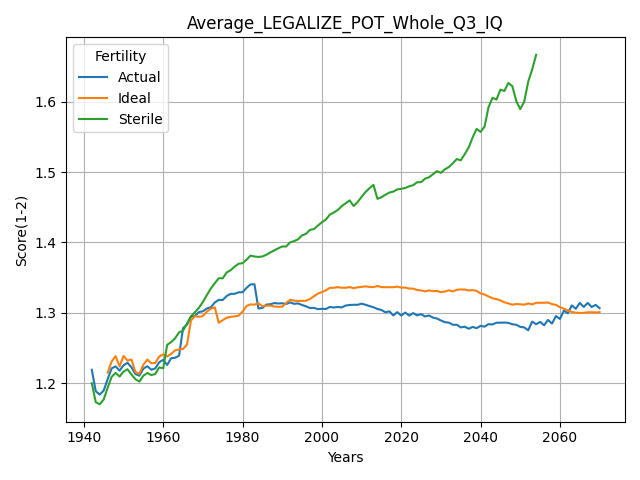 Average_LEGALIZE_POT_Whole_Q3_IQ
Fertility
Actual
Ideal
Sterile
Score(1-2)
1.6
1.5
1.4
1.3
1.2
1940 1960 1980 2000 2020 2040 2060
Years